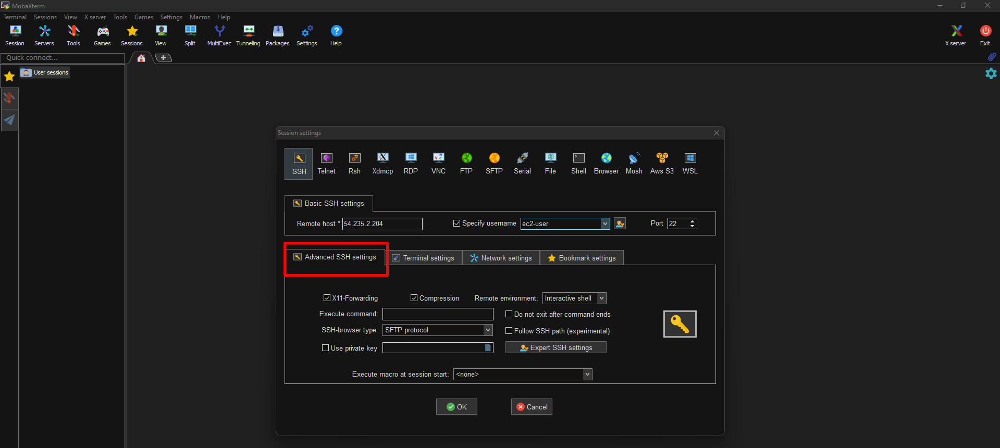 MobaXterm
Terminal Sessions View X server Tools Games Settings Macros Help
Session Servers Tools Games Sessions View Split MultiExec Tunneling Packages Settings Help X server Exit
Quick connect...
User sessions
Session settings
SSH Telnet Rsh Xdmcp RDP VNC FTP SFTP Serial File Shell Browser Mosh Aws S3 WSL
Basic SSH settings
Remote host * 54.235.2.204 Specify username ec2-user Port 22
Advanced SSH settings Terminal settings Network settings Bookmark settings
X11-Forwarding Compression Remote environment: Interactive shell
Execute command: Do not exit after command ends
SSH-browser type: SFTP protocol Follow SSH path (experimental)
Use private key Expert SSH settings
Execute macro at session start: <none>
OK Cancel